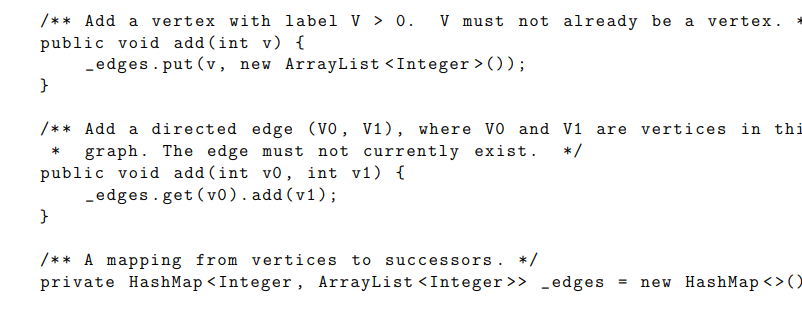 /** Add a vertex with label V > 0.  V must not already be a vertex. *
public void add(int v) {
    _edges.put(v, new ArrayList<Integer>());
}

/** Add a directed edge (V0, V1), where V0 and V1 are vertices in thi
 *  graph. The edge must not currently exist.  */
public void add(int v0, int v1) {
    _edges.get(v0).add(v1);
}

/** A mapping from vertices to successors. */
private HashMap<Integer, ArrayList<Integer>> _edges = new HashMap<>()